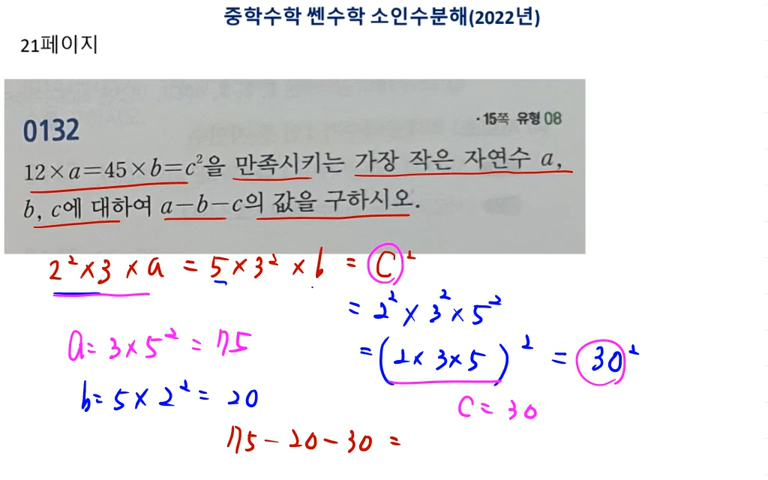 중학수학 쎈수학 소인수분해(2022년)
21페이지
· 15쪽 유형 08
0132
12×a=45×b=c²을 만족시키는 가장 작은 자연수 a,
b, c에 대하여 a-b-c의 값을 구하시오.
2²×3×a = 5×3²×b = C²
= 2²×3²×5²
a= 3×5² = 75
=(2×3×5)² = 30²
b= 5×2² = 20
C = 30
75-20-30 =